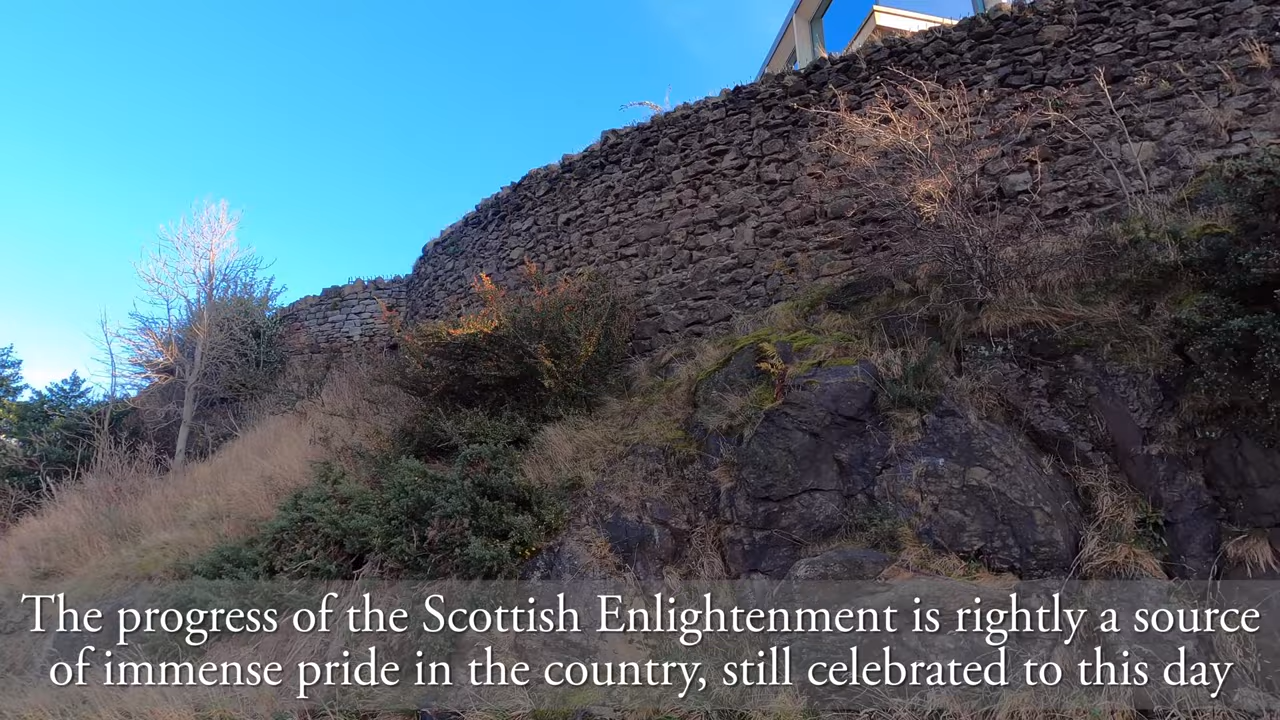 The progress of the Scottish Enlightenment is rightly a source
of immense pride in the country, still celebrated to this day